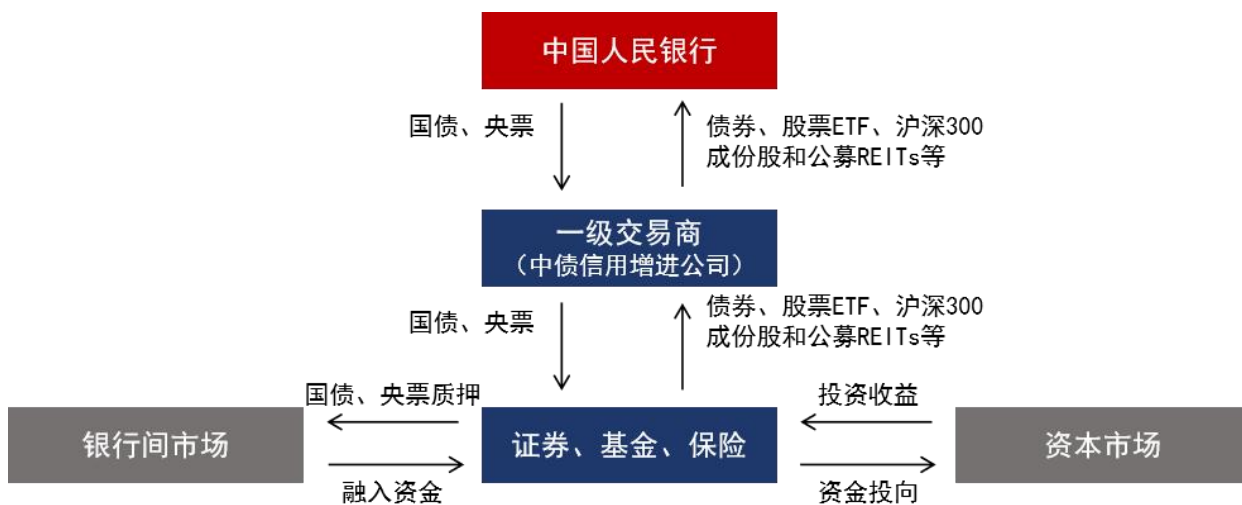 中国人民银行
国债、央票
债券、股票ETF、沪深300
成份股和公募REITs等
一级交易商
（中债信用增进公司）
国债、央票
债券、股票ETF、沪深300
成份股和公募REITs等
国债、央票质押
投资收益
银行间市场
证券、基金、保险
资本市场
融入资金
资金投向